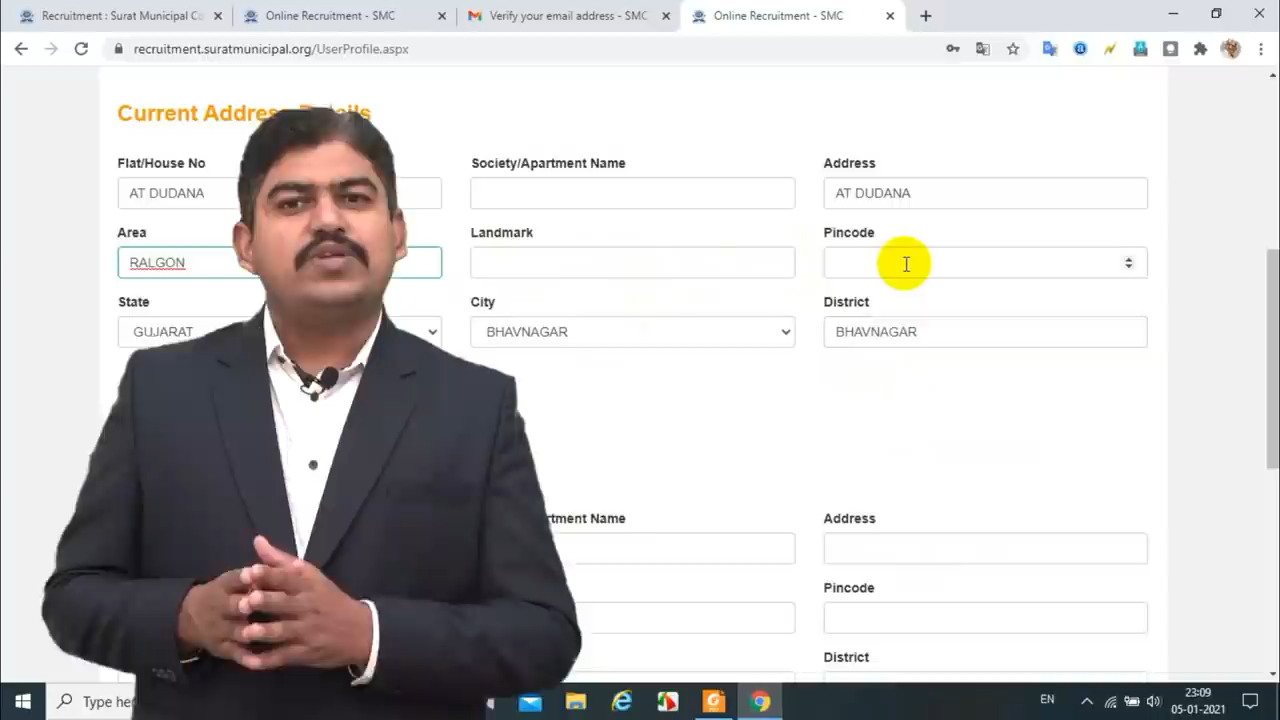 Recruitment : Surat Municipal Co
Online Recruitment - SMC
Verify your email address - SMC
Online Recruitment - SMC
recruitment.suratmunicipal.org/UserProfile.aspx
Current Address Details
Flat/House No
Society/Apartment Name
Address
AT DUDANA
AT DUDANA
Area
Landmark
Pincode
RALGON
State
City
District
GUJARAT
BHAVNAGAR
BHAVNAGAR
rtment Name
Address
Pincode
District
Type he
EN
23:09
05-01-2021